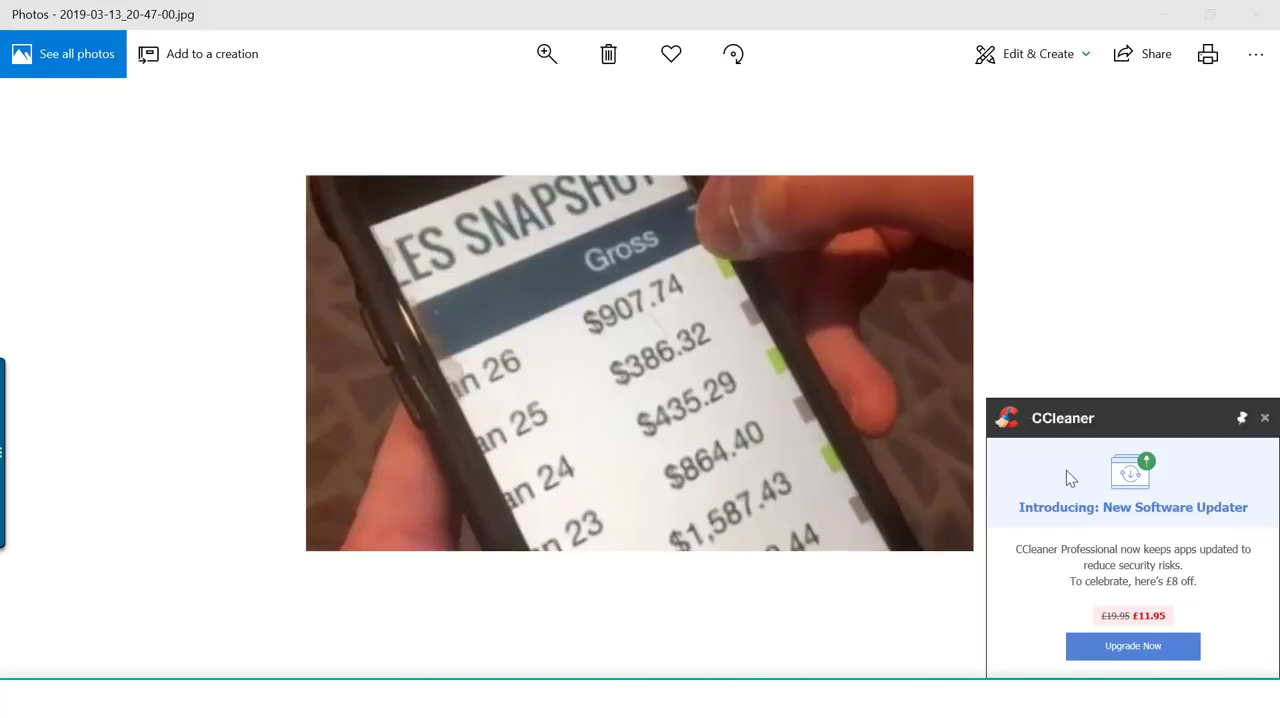 Photos - 2019-03-13_20-47-00.jpg
See all photos
Add to a creation
Edit & Create
Share
ES SNAPSHOT
Gross
$907.74
an 26 $386.32
an 25 $435.29
an 24 $864.40
an 23 $1,587.43
.44
CCleaner
Introducing: New Software Updater
CCleaner Professional now keeps apps updated to
reduce security risks.
To celebrate, here's £8 off.
£19.95 £11.95
Upgrade Now